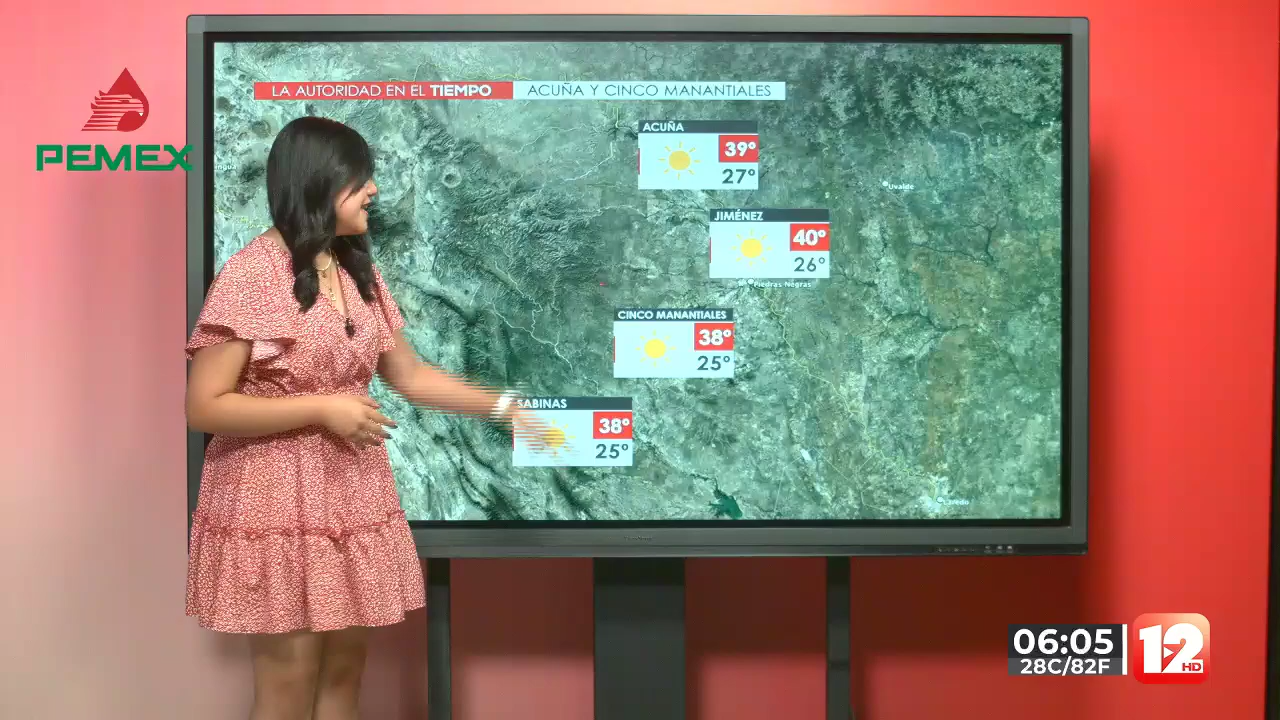 PEMEX
LA AUTORIDAD EN EL TIEMPO ACUÑA Y CINCO MANANTIALES
ACUÑA
39°
27°
Uvalde
JIMÉNEZ
40°
26°
Piedras Negras
CINCO MANANTIALES
38°
25°
SABINAS
38°
25°
Laredo
06:05
28C/82F
12
HD